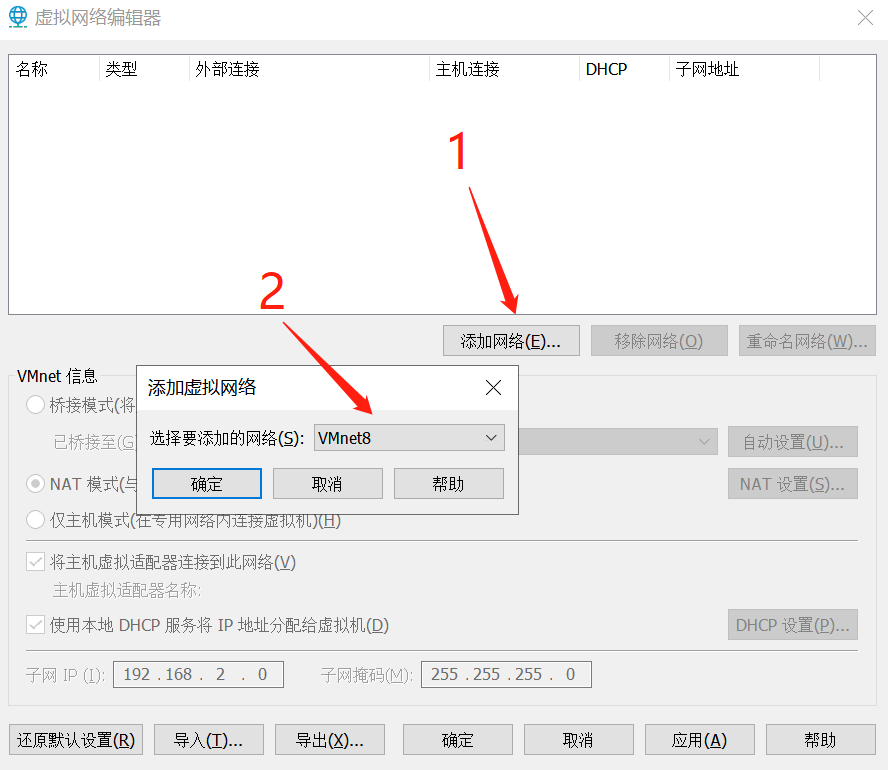 虚拟网络编辑器
名称 类型 外部连接 主机连接 DHCP 子网地址
1
2
添加网络(E)... 移除网络(O) 重命名网络(W)...
VMnet 信息
添加虚拟网络
桥接模式(将
选择要添加的网络(S): VMnet8
已桥接至(G) 自动设置(U)...
确定 取消 帮助
NAT 模式(与 NAT 设置(S)...
仅主机模式(在专用网络内连接虚拟机)(H)
将主机虚拟适配器连接到此网络(V)
主机虚拟适配器名称:
使用本地 DHCP 服务将 IP 地址分配给虚拟机(D) DHCP 设置(P)...
子网 IP (I): 192 . 168 . 2 . 0 子网掩码(M): 255 . 255 . 255 . 0
还原默认设置(R) 导入(T)... 导出(X)... 确定 取消 应用(A) 帮助